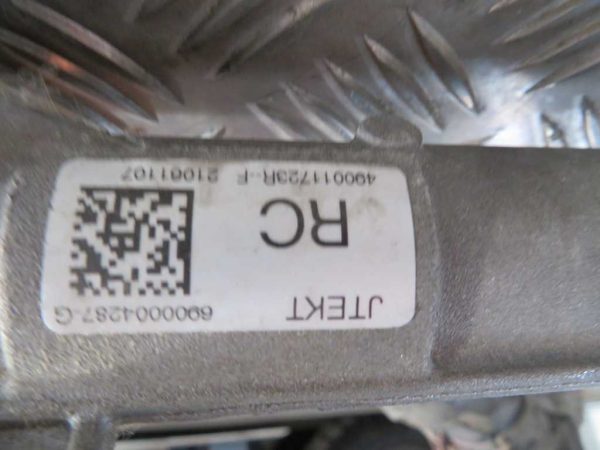 JTEKT
6900004287-G
RC
490011723R--F 21061107